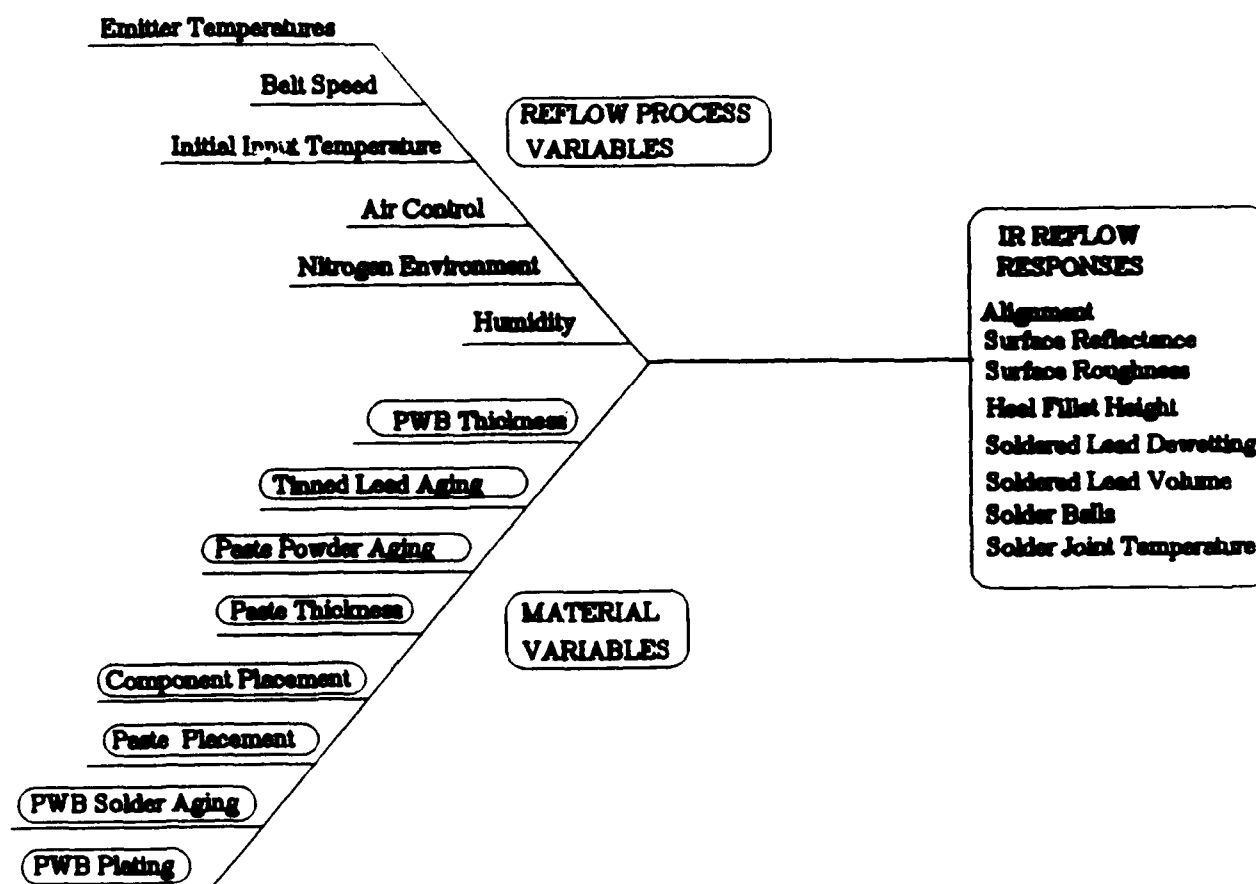 Emitter Temperatures
Belt Speed
Initial Input Temperature
Air Control
Nitrogen Environment
Humidity
REFLOW PROCESS
VARIABLES
PWB Thickness
Tinned Lead Aging
Paste Powder Aging
Paste Thickness
Component Placement
Paste Placement
PWB Solder Aging
PWB Plating
MATERIAL
VARIABLES
IR REFLOW
RESPONSES
Alignment
Surface Reflectance
Surface Roughness
Heel Fillet Height
Soldered Lead Dewetting
Soldered Lead Volume
Solder Balls
Solder Joint Temperature